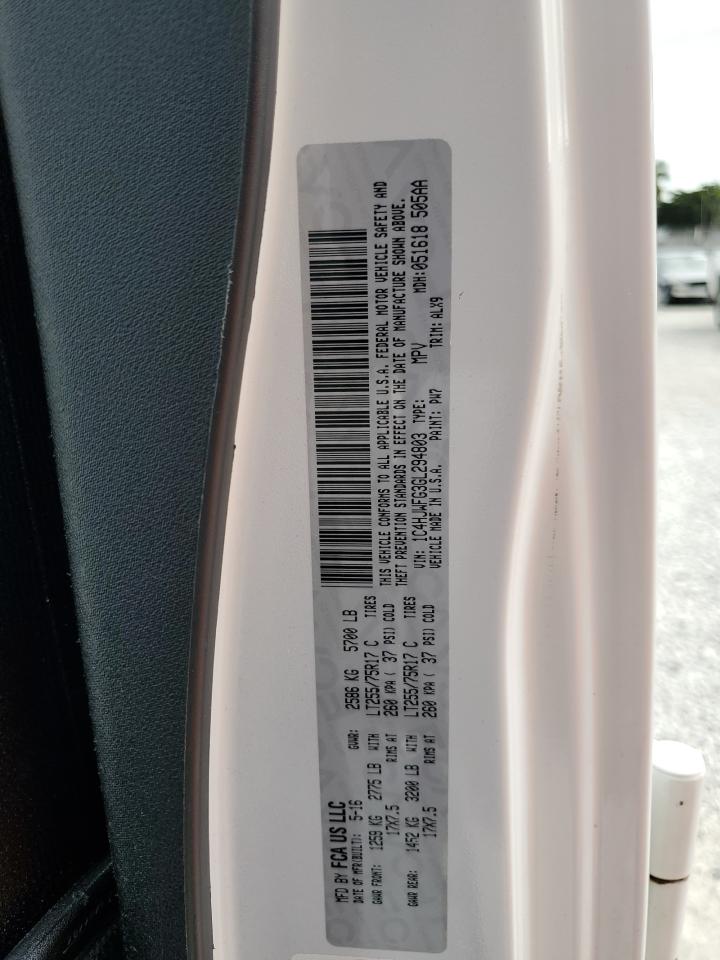 MFD BY FCA US LLC
DATE OF MFR(BUILT): 5-16 GVWR: 2586 KG 5700 LB
GAWR FRONT: 1259 KG 2775 LB WITH LT255/75R17 C TIRES
17X7.5 RIMS AT 260 KPA ( 37 PSI) COLD
GAWR REAR: 1452 KG 3200 LB WITH LT255/75R17 C TIRES
17X7.5 RIMS AT 260 KPA ( 37 PSI) COLD
THIS VEHICLE CONFORMS TO ALL APPLICABLE U.S.A. FEDERAL MOTOR VEHICLE SAFETY AND
THEFT PREVENTION STANDARDS IN EFFECT ON THE DATE OF MANUFACTURE SHOWN ABOVE.
VIN: 1C4HJWFG3GL294803 TYPE: MPV MDH:051618 505AA
VEHICLE MADE IN U.S.A. PAINT: PW7 TRIM: ALX9